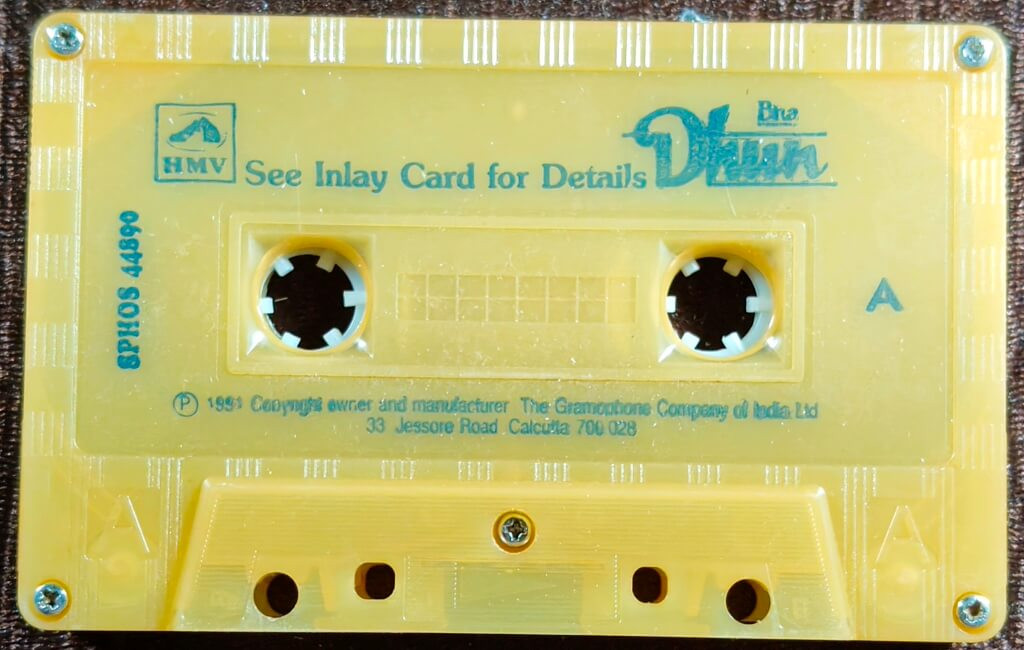 HMV
See Inlay Card for Details
Dhun
SPHOS 44890
A
Ⓟ 1991 Copyright owner and manufacturer The Gramophone Company of India Ltd
33 Jessore Road Calcutta 700 028
A
A